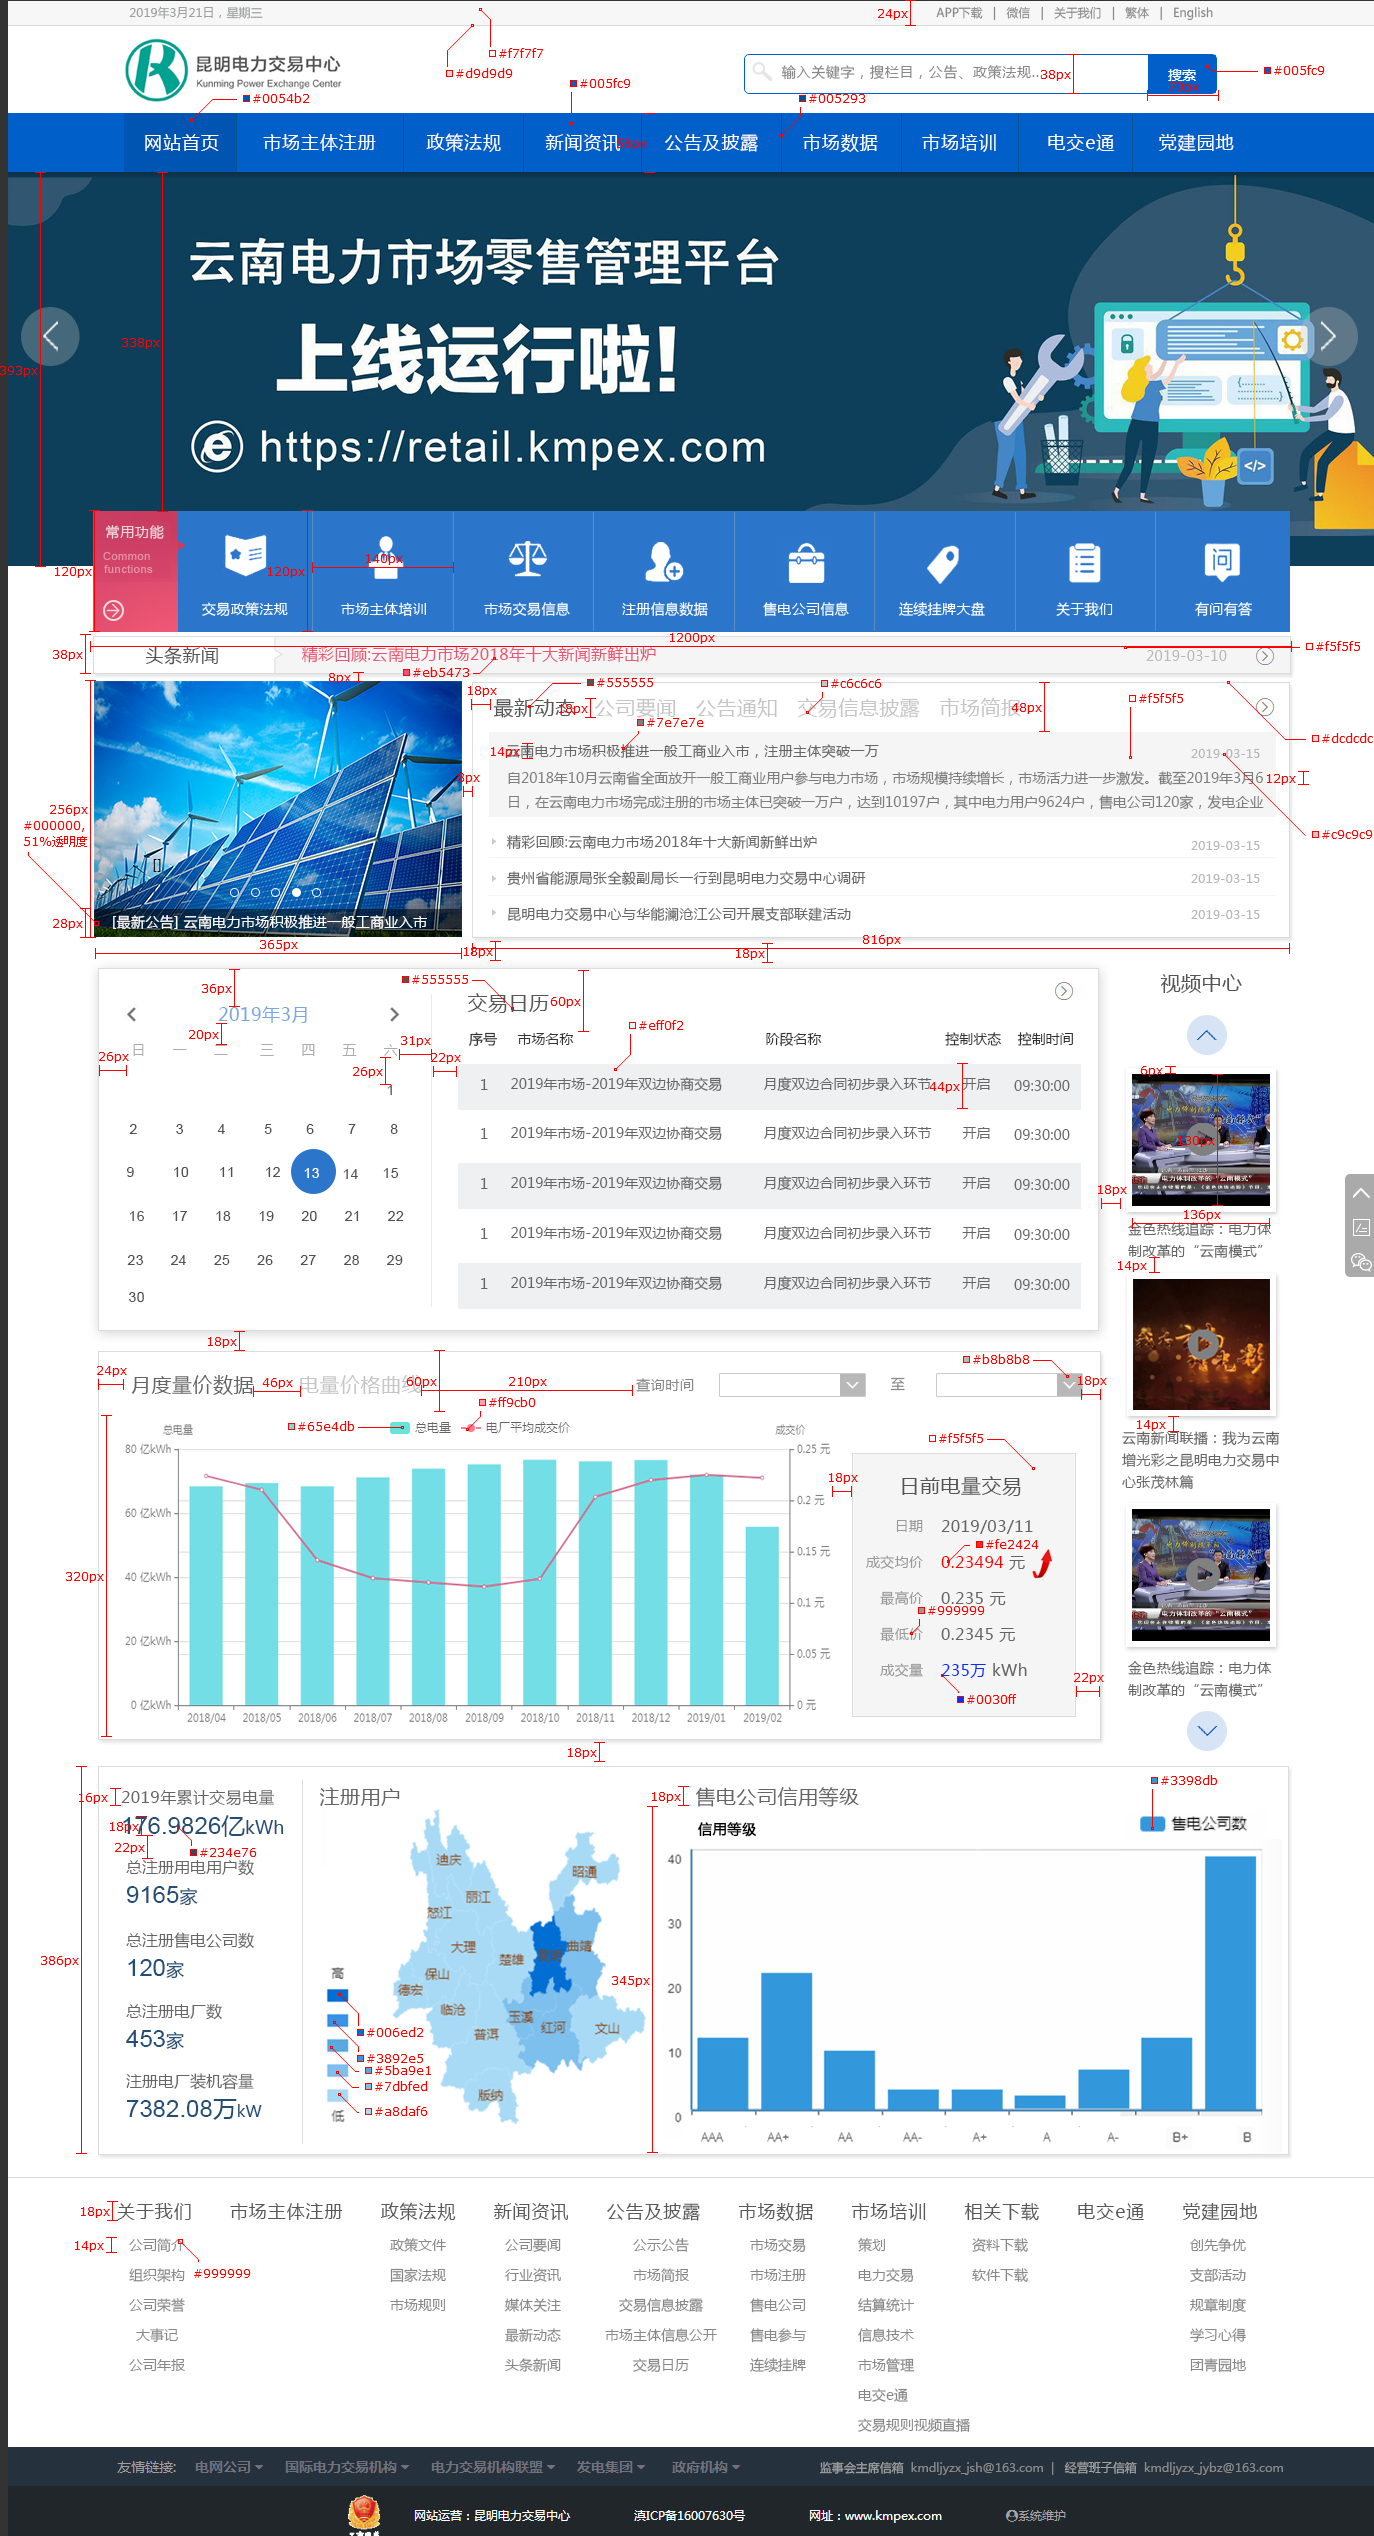 2019年3月21日，星期三
24px
APP下载 | 微信 | 关于我们 | 繁体 | English
#f7f7f7
#d9d9d9
昆明电力交易中心
Kunming Power Exchange Center
输入关键字，搜栏目，公告、政策法规..
38px
搜索
#005fc9
#005fc9
#0054b2
#005293
网站首页 市场主体注册 政策法规 新闻资讯 公告及披露 市场数据 市场培训 电交e通 党建园地
云南电力市场零售管理平台
上线运行啦!
https://retail.kmpex.com
338px
393px
</>
常用功能
Common
functions
120px
120px
140px
交易政策法规 市场主体培训 市场交易信息 注册信息数据 售电公司信息 连续挂牌大盘 关于我们 有问有答
问
1200px
38px
头条新闻
精彩回顾:云南电力市场2018年十大新闻新鲜出炉
2019-03-10
#f5f5f5
#eb5473
8px
18px
#555555
#c6c6c6
#f5f5f5
最新动态 公司要闻 公告通知 交易信息披露 市场简报
18px
48px
#7e7e7e
#dcdcdc
14px
云南电力市场积极推进一般工商业入市，注册主体突破一万
2019-03-15
自2018年10月云南省全面放开一般工商业用户参与电力市场，市场规模持续增长，市场活力进一步激发。截至2019年3月6
日，在云南电力市场完成注册的市场主体已突破一万户，达到10197户，其中电力用户9624户，售电公司120家，发电企业
8px
12px
256px
#000000,
51%透明度
#c9c9c9
精彩回顾:云南电力市场2018年十大新闻新鲜出炉
2019-03-15
贵州省能源局张全毅副局长一行到昆明电力交易中心调研
2019-03-15
昆明电力交易中心与华能澜沧江公司开展支部联建活动
2019-03-15
[]
[最新公告] 云南电力市场积极推进一般工商业入市
28px
365px
18px
18px
816px
36px
#555555
交易日历
60px
2019年3月
20px
日 一 二 三 四 五 六
31px
26px
22px
26px
1
2 3 4 5 6 7 8
9 10 11 12 13 14 15
16 17 18 19 20 21 22
23 24 25 26 27 28 29
30
#eff0f2
序号 市场名称 阶段名称 控制状态 控制时间
44px
1 2019年市场-2019年双边协商交易 月度双边合同初步录入环节 开启 09:30:00
1 2019年市场-2019年双边协商交易 月度双边合同初步录入环节 开启 09:30:00
1 2019年市场-2019年双边协商交易 月度双边合同初步录入环节 开启 09:30:00
1 2019年市场-2019年双边协商交易 月度双边合同初步录入环节 开启 09:30:00
1 2019年市场-2019年双边协商交易 月度双边合同初步录入环节 开启 09:30:00
视频中心
6px
130px
电力体制改革的“云南模式”
18px
136px
金色热线追踪：电力体
制改革的“云南模式”
14px
14px
云南新闻联播：我为云南
增光彩之昆明电力交易中
心张茂林篇
电力体制改革的“云南模式”
金色热线追踪：电力体
制改革的“云南模式”
18px
24px
月度量价数据
46px
电量价格曲线
60px
210px
查询时间
至
#b8b8b8
18px
#ff9cb0
#65e4db
总电量
电厂平均成交价
总电量
成交价
80 亿kWh
60 亿kWh
40 亿kWh
20 亿kWh
0 亿kWh
0.25 元
0.2 元
0.15 元
0.1 元
0.05 元
0 元
2018/04 2018/05 2018/06 2018/07 2018/08 2018/09 2018/10 2018/11 2018/12 2019/01 2019/02
320px
#f5f5f5
18px
日前电量交易
日期 2019/03/11
#fe2424
成交均价 0.23494 元
最高价 0.235 元
#999999
最低价 0.2345 元
成交量 235万 kWh
#0030ff
22px
18px
16px
2019年累计交易电量
176.9826亿kWh
18px
22px
#234e76
总注册用电用户数
9165家
总注册售电公司数
120家
总注册电厂数
453家
注册电厂装机容量
7382.08万kW
386px
注册用户
迪庆
昭通
丽江
怒江
大理
楚雄
曲靖
保山
德宏
临沧
玉溪
红河
文山
普洱
版纳
高
低
#006ed2
#3892e5
#5ba9e1
#7dbfed
#a8daf6
18px
345px
售电公司信用等级
信用等级
#3398db
售电公司数
40
30
20
10
0
AAA AA+ AA AA- A+ A A- B+ B
18px
14px
#999999
关于我们 市场主体注册 政策法规 新闻资讯 公告及披露 市场数据 市场培训 相关下载 电交e通 党建园地
公司简介 政策文件 公司要闻 公示公告 市场交易 策划 资料下载 创先争优
组织架构 国家法规 行业资讯 市场简报 市场注册 电力交易 软件下载 支部活动
公司荣誉 市场规则 媒体关注 交易信息披露 售电公司 结算统计 规章制度
大事记 最新动态 市场主体信息公开 售电参与 信息技术 学习心得
公司年报 头条新闻 交易日历 连续挂牌 市场管理 团青园地
电交e通
交易规则视频直播
友情链接: 电网公司 国际电力交易机构 电力交易机构联盟 发电集团 政府机构
监事会主席信箱 kmdljyzx_jsh@163.com | 经营班子信箱 kmdljyzx_jybz@163.com
网站运营：昆明电力交易中心
滇ICP备16007630号
网址：www.kmpex.com
系统维护